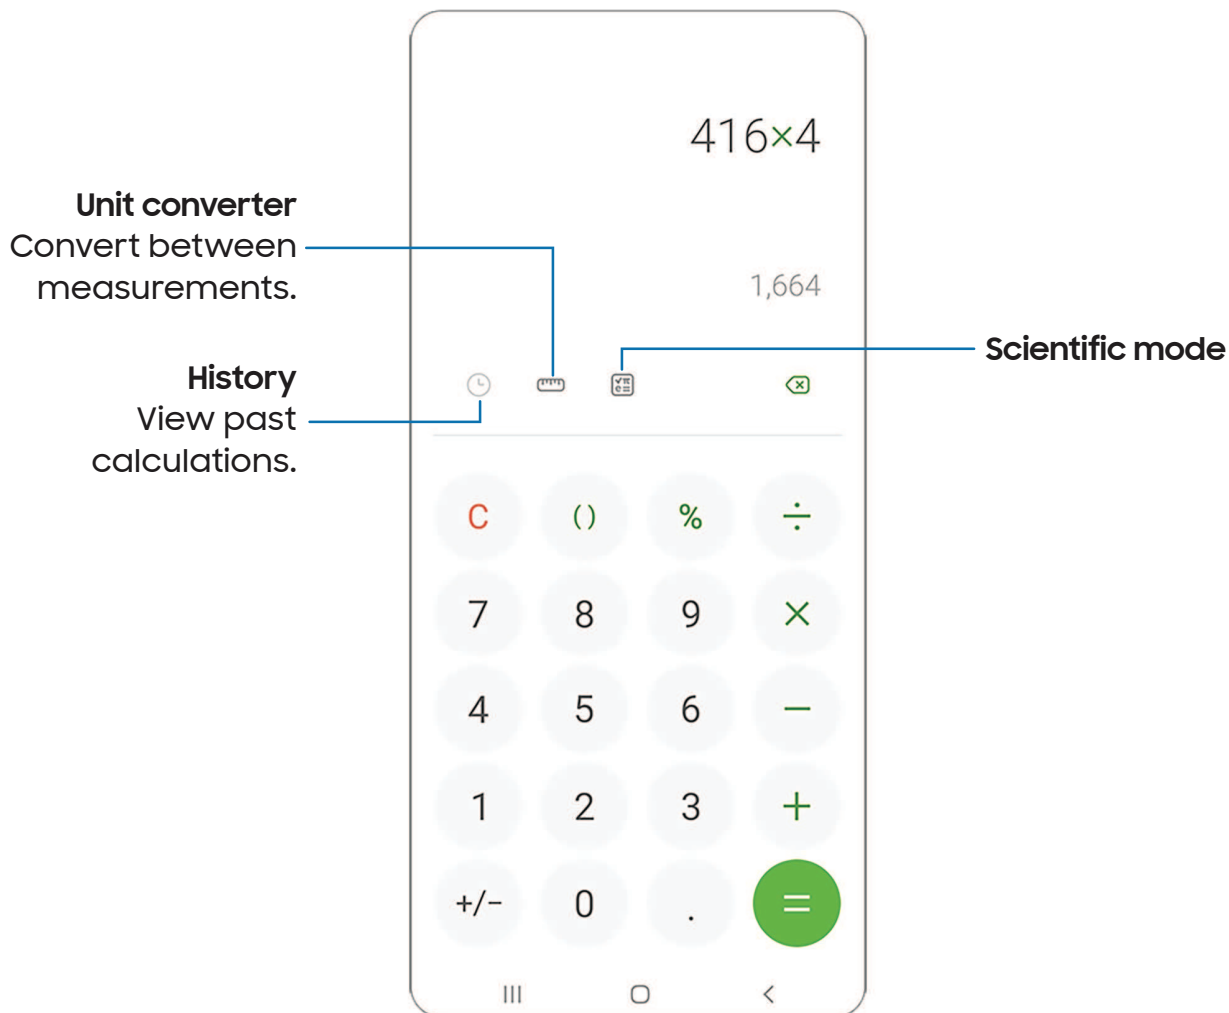 416×4
Unit converter
Convert between
measurements.
1,664
Scientific mode
History
View past
calculations.
C () % ÷
7 8 9 ×
4 5 6 −
1 2 3 +
+/− 0 . =